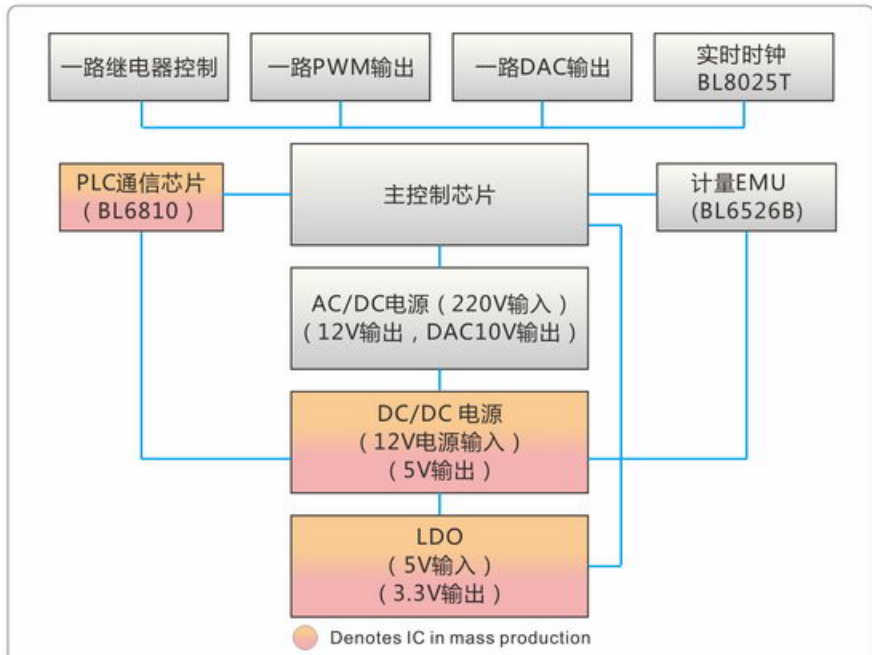 一路继电器控制
一路PWM输出
一路DAC输出
实时时钟
BL8025T
PLC通信芯片
（BL6810）
主控制芯片
计量EMU
(BL6526B)
AC/DC电源（220V输入）
（12V输出，DAC10V输出）
DC/DC 电源
（12V电源输入）
（5V输出）
LDO
（5V输入）
（3.3V输出）
Denotes IC in mass production